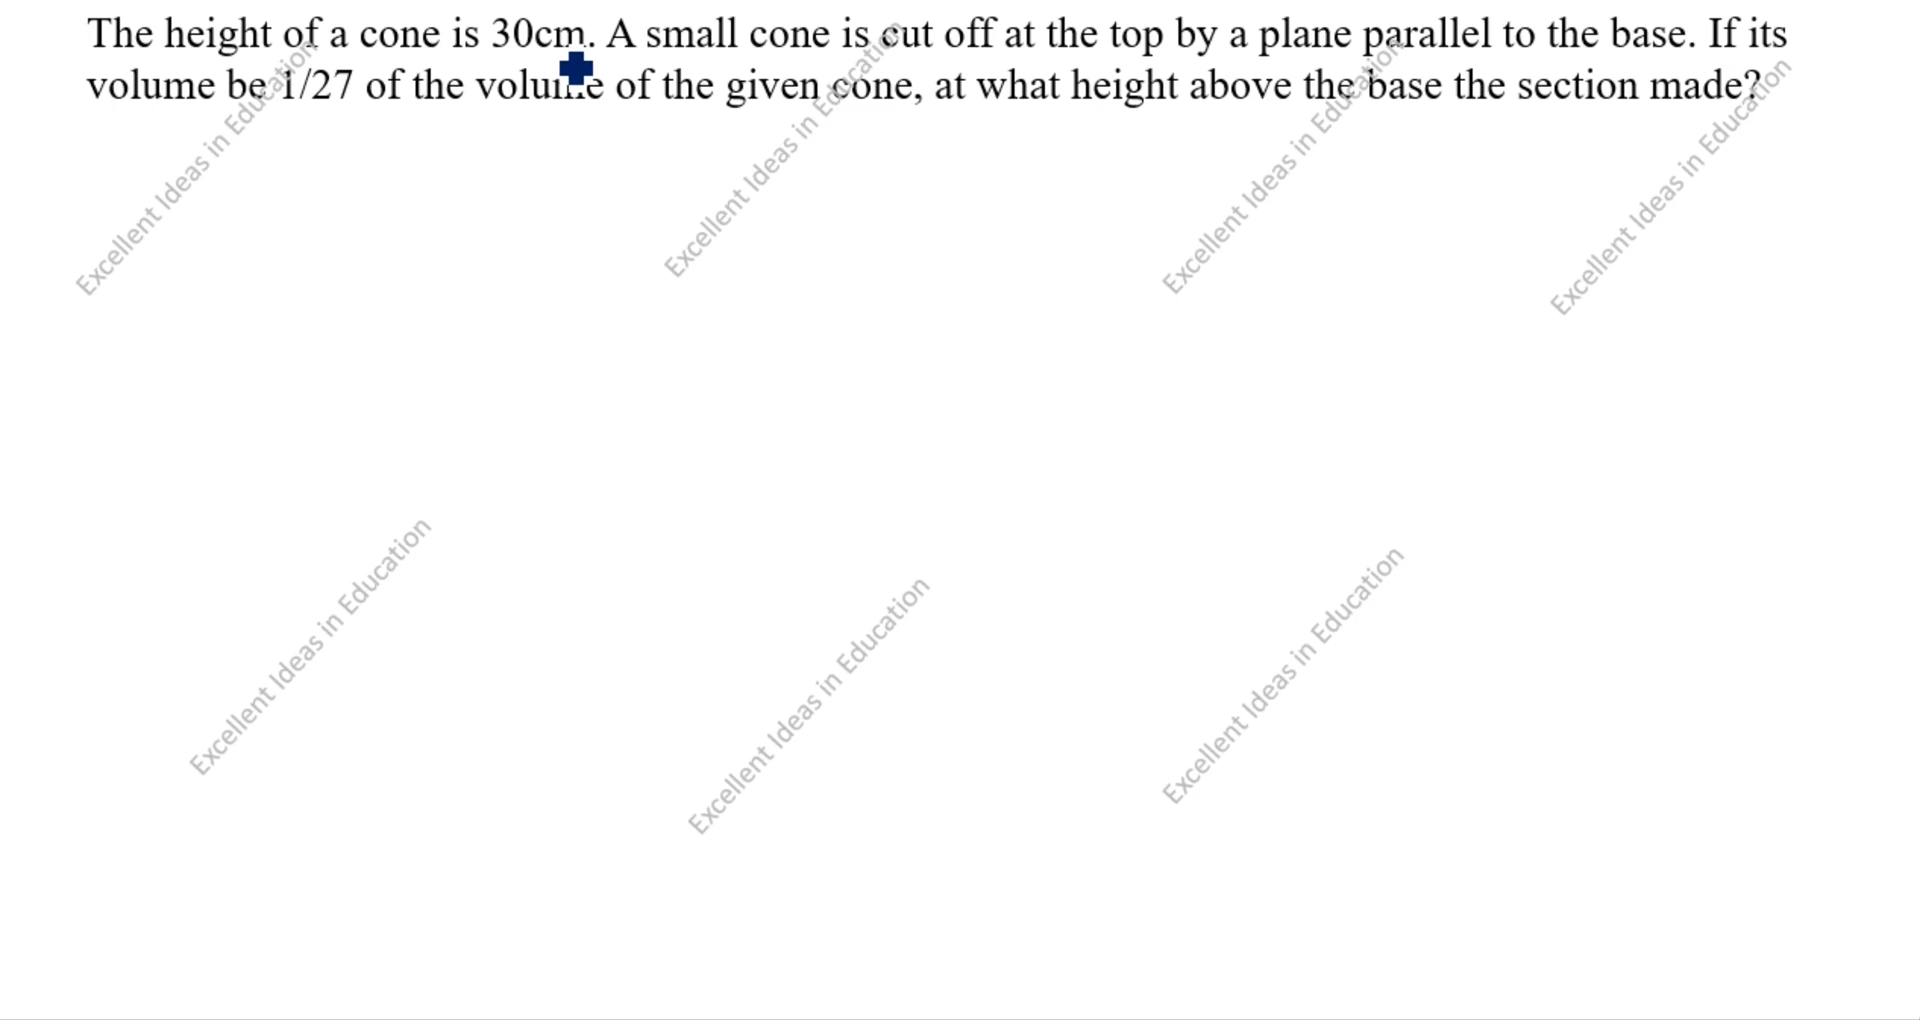 The height of a cone is 30cm. A small cone is cut off at the top by a plane parallel to the base. If its
volume be 1/27 of the volume of the given cone, at what height above the base the section made?
Excellent Ideas in Education
Excellent Ideas in Education
Excellent Ideas in Education
Excellent Ideas in Education
Excellent Ideas in Education
Excellent Ideas in Education
Excellent Ideas in Education